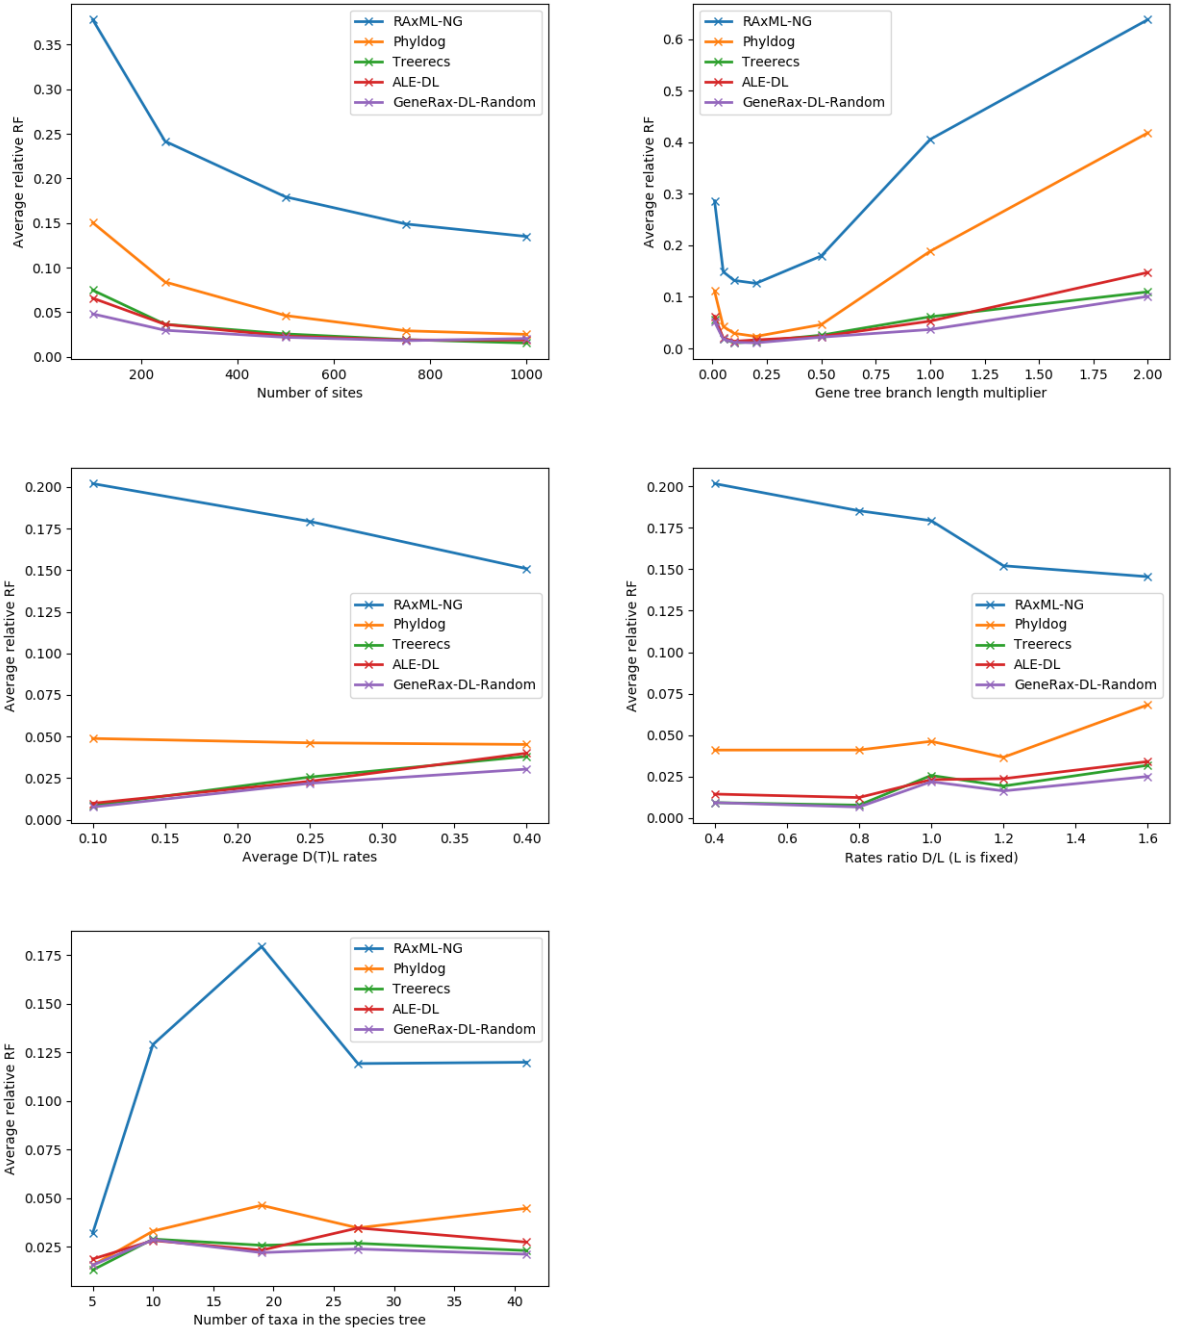 0.35
0.30
0.25
0.20
0.15
0.10
0.05
0.00
Average relative RF
RAxML-NG
Phyldog
Treerecs
ALE-DL
GeneRax-DL-Random
200
400
600
800
1000
Number of sites
0.6
0.5
0.4
0.3
0.2
0.1
0.0
Average relative RF
RAxML-NG
Phyldog
Treerecs
ALE-DL
GeneRax-DL-Random
0.00
0.25
0.50
0.75
1.00
1.25
1.50
1.75
2.00
Gene tree branch length multiplier
0.200
0.175
0.150
0.125
0.100
0.075
0.050
0.025
0.000
Average relative RF
RAxML-NG
Phyldog
Treerecs
ALE-DL
GeneRax-DL-Random
0.10
0.15
0.20
0.25
0.30
0.35
0.40
Average D(T)L rates
0.200
0.175
0.150
0.125
0.100
0.075
0.050
0.025
0.000
Average relative RF
RAxML-NG
Phyldog
Treerecs
ALE-DL
GeneRax-DL-Random
0.4
0.6
0.8
1.0
1.2
1.4
1.6
Rates ratio D/L (L is fixed)
0.175
0.150
0.125
0.100
0.075
0.050
0.025
Average relative RF
RAxML-NG
Phyldog
Treerecs
ALE-DL
GeneRax-DL-Random
5
10
15
20
25
30
35
40
Number of taxa in the species tree